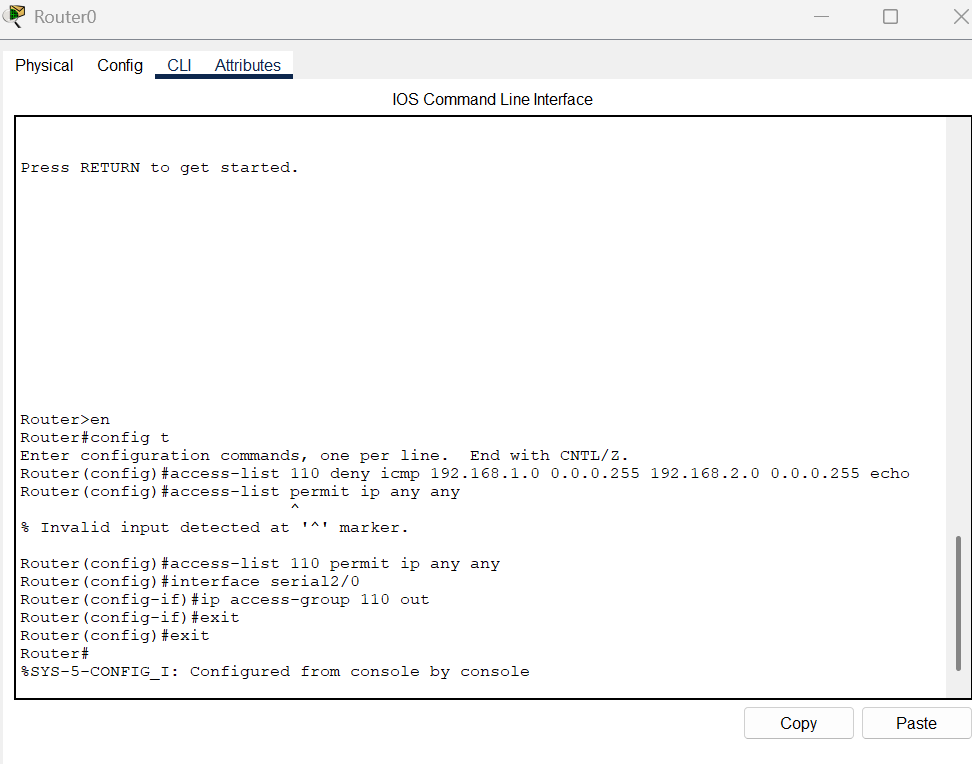 Router0
Physical Config CLI Attributes
IOS Command Line Interface
Press RETURN to get started.
Router>en
Router#config t
Enter configuration commands, one per line.  End with CNTL/Z.
Router(config)#access-list 110 deny icmp 192.168.1.0 0.0.0.255 192.168.2.0 0.0.0.255 echo
Router(config)#access-list permit ip any any
^
% Invalid input detected at '^' marker.
Router(config)#access-list 110 permit ip any any
Router(config)#interface serial2/0
Router(config-if)#ip access-group 110 out
Router(config-if)#exit
Router(config)#exit
Router#
%SYS-5-CONFIG_I: Configured from console by console
Copy Paste